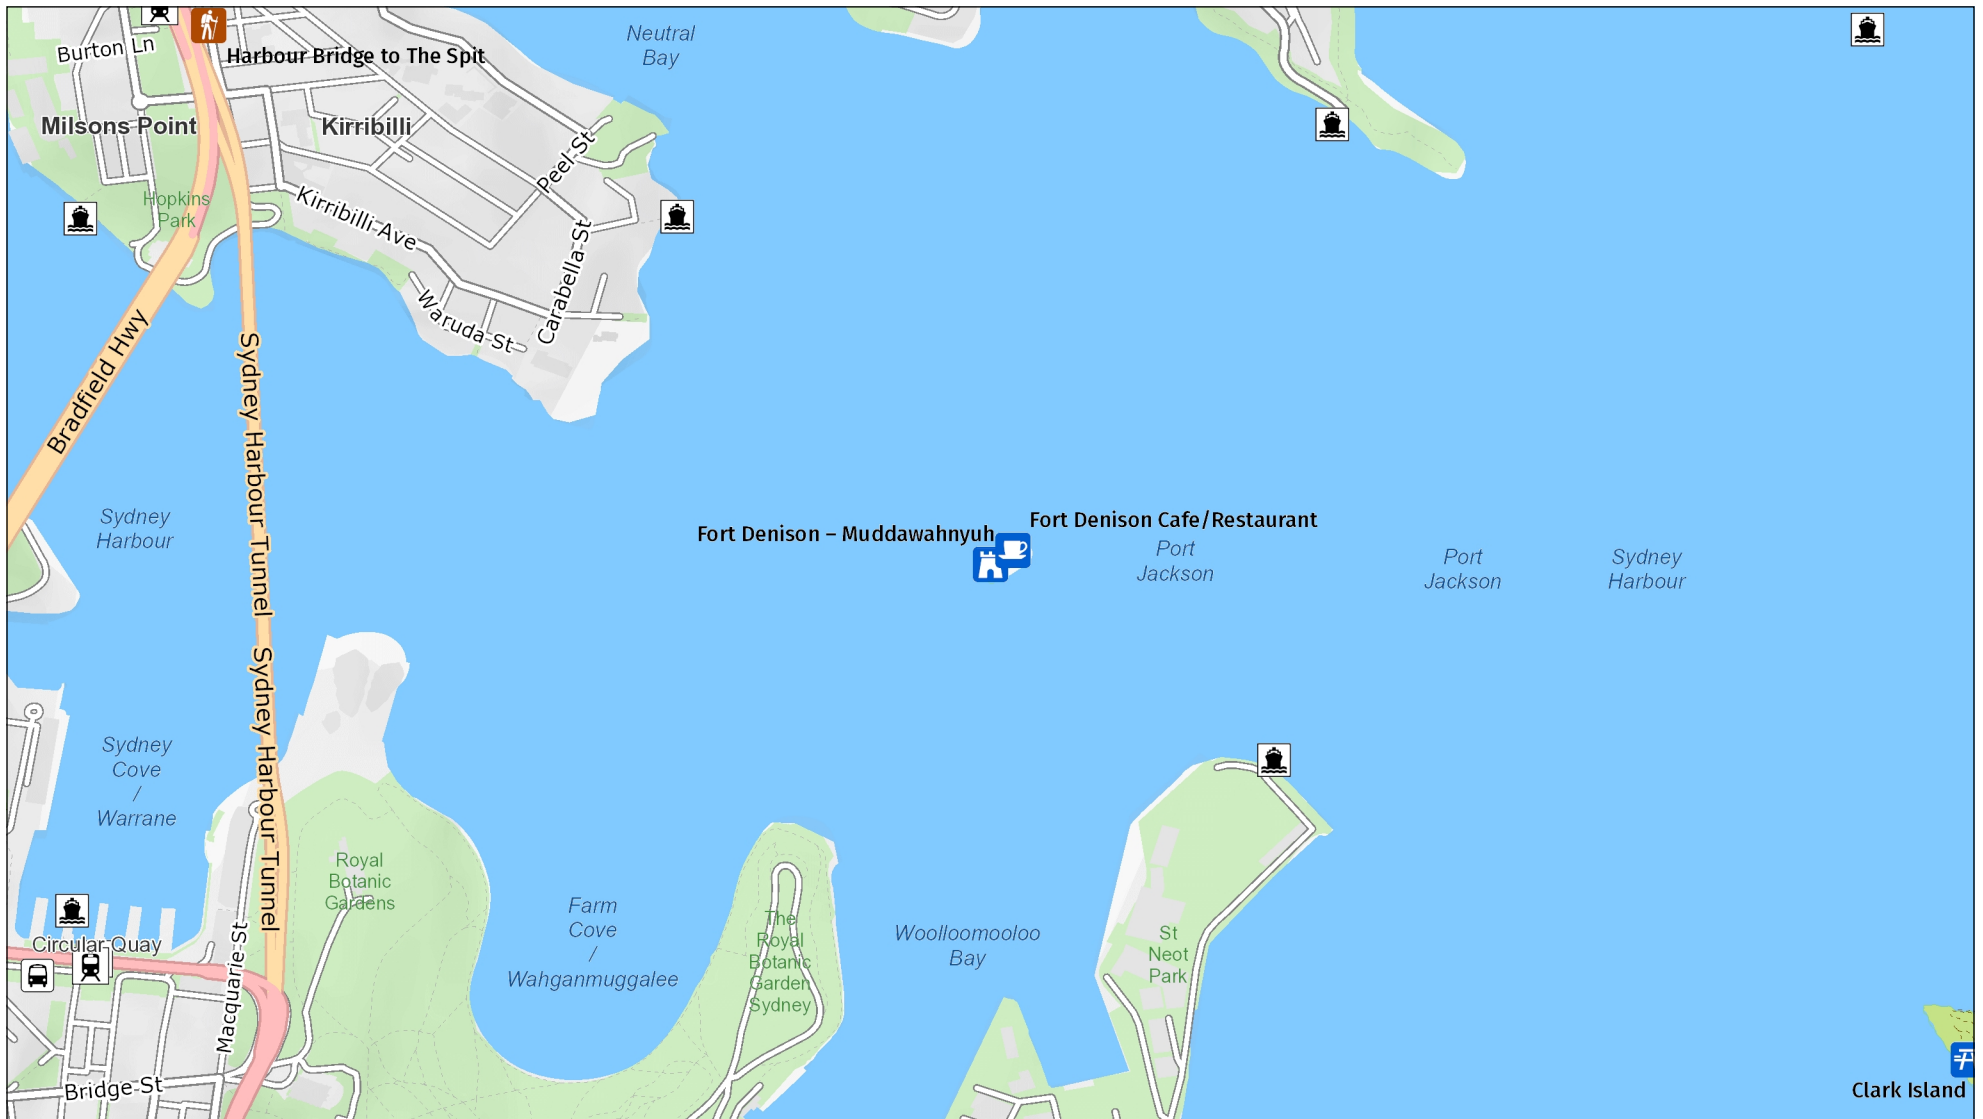 Burton Ln
Harbour Bridge to The Spit
Neutral
Bay
Milsons Point
Kirribilli
Peel St
Hopkins
Park
Kirribilli Ave
Carabella St
Waruda St
Bradfield Hwy
Sydney Harbour Tunnel
Sydney
Harbour
Fort Denison – Muddawahnyuh
Fort Denison Cafe/Restaurant
Port
Jackson
Port
Jackson
Sydney
Harbour
Sydney Harbour Tunnel
Sydney
Cove
/
Warrane
Royal
Botanic
Gardens
Farm
Cove
/
Wahganmuggalee
The
Royal
Botanic
Garden
Sydney
Woolloomooloo
Bay
St
Neot
Park
Circular Quay
Macquarie St
Bridge St
Clark Island